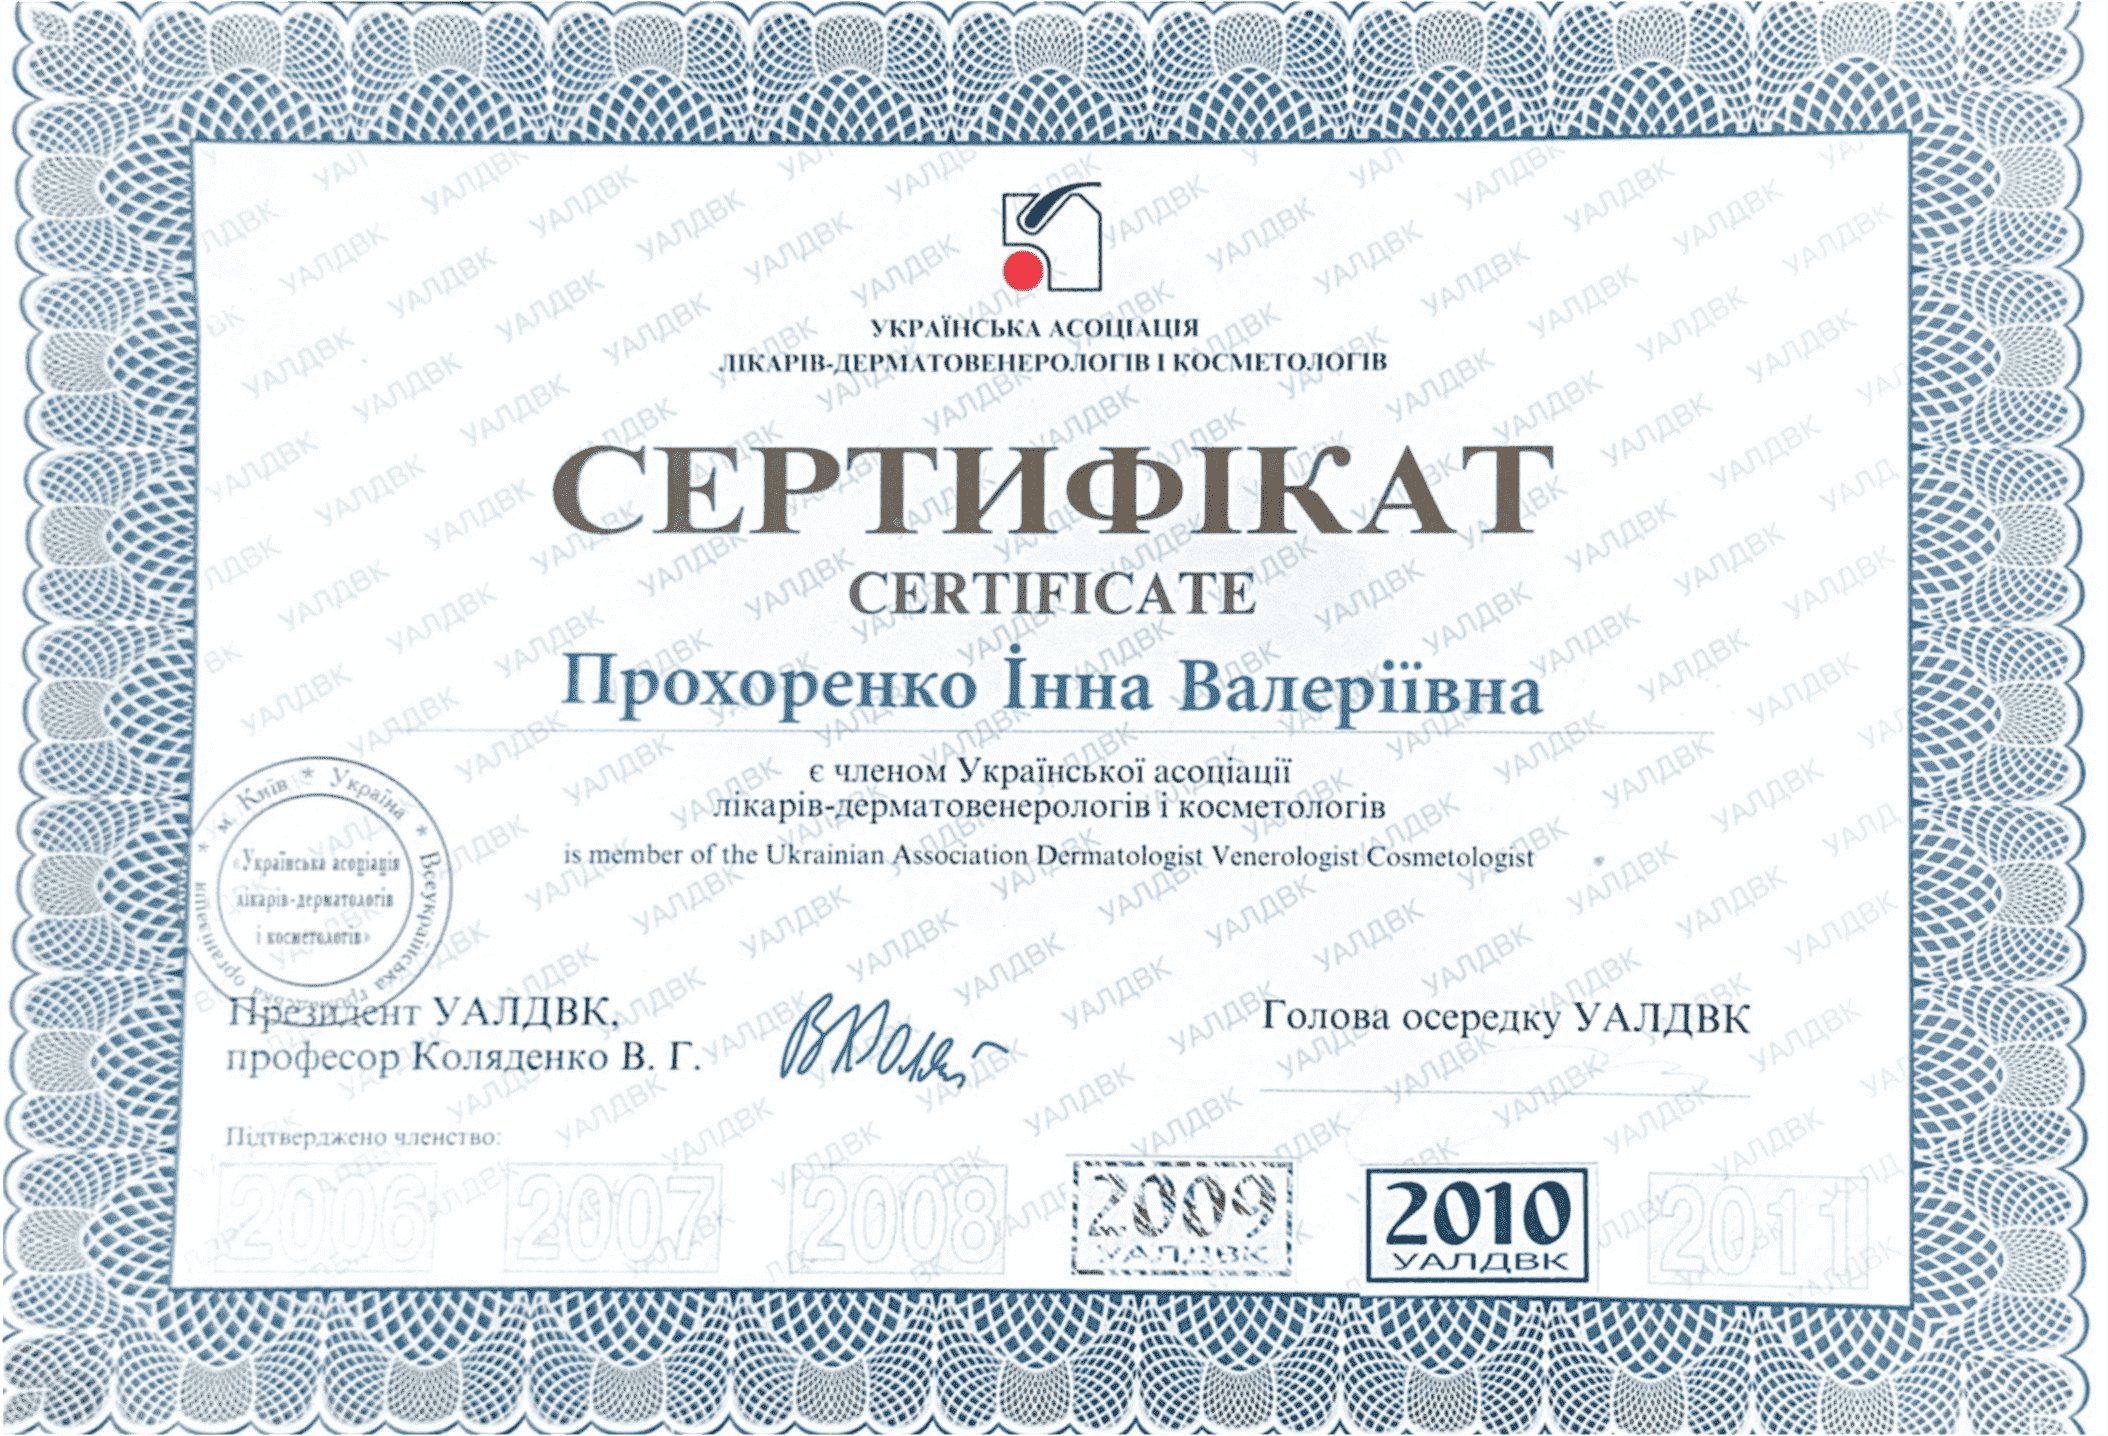 УКРАЇНСЬКА АСОЦІАЦІЯ
ЛІКАРІВ-ДЕРМАТОВЕНЕРОЛОГІВ І КОСМЕТОЛОГІВ
СЕРТИФІКАТ
CERTIFICATE
Прохоренко Інна Валеріївна
є членом Української асоціації
лікарів-дерматовенерологів і косметологів
is member of the Ukrainian Association Dermatologist Venerologist Cosmetologist
м. Київ * Україна * Всеукраїнська громадська організація *
«Українська асоціація
лікарів-дерматологів
і косметологів»
Президент УАЛДВК,
професор Коляденко В. Г.
Голова осередку УАЛДВК
Підтверджено членство:
2006 2007 2008 2009 2010 2011
УАЛДВК УАЛДВК